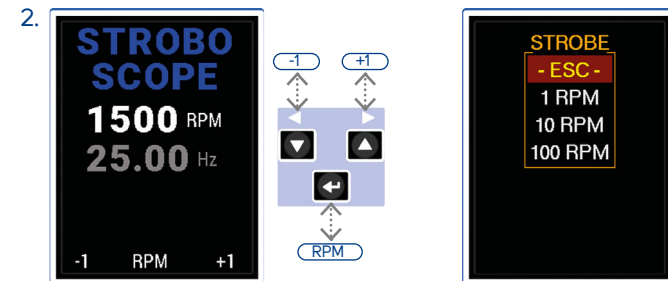 2.
STROBO
SCOPE
1500 RPM
25.00 Hz
-1 RPM +1
-1 +1
RPM
STROBE
- ESC -
1 RPM
10 RPM
100 RPM